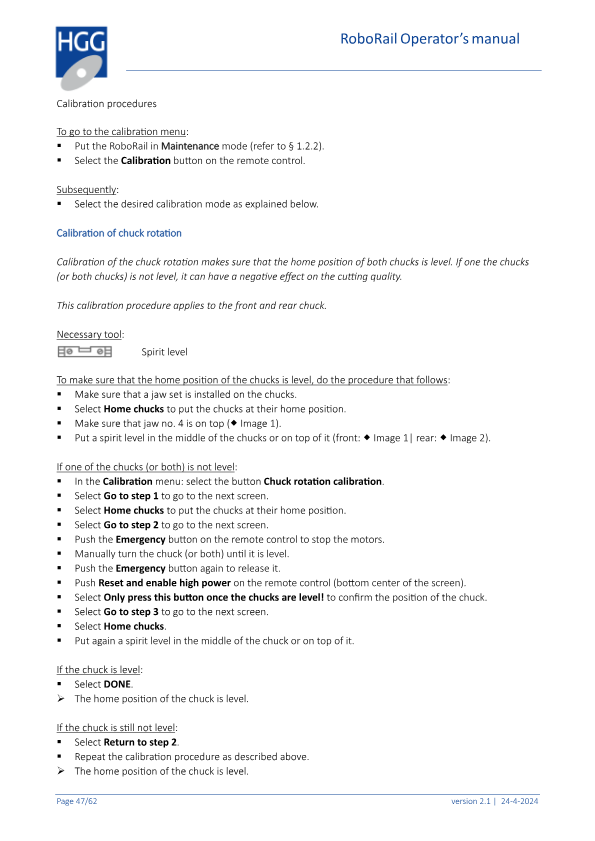 HGG
RoboRail Operator's manual
Calibration procedures
To go to the calibration menu:
▪ Put the RoboRail in Maintenance mode (refer to § 1.2.2).
▪ Select the Calibration button on the remote control.
Subsequently:
▪ Select the desired calibration mode as explained below.
Calibration of chuck rotation
Calibration of the chuck rotation makes sure that the home position of both chucks is level. If one the chucks
(or both chucks) is not level, it can have a negative effect on the cutting quality.
This calibration procedure applies to the front and rear chuck.
Necessary tool:
Spirit level
To make sure that the home position of the chucks is level, do the procedure that follows:
▪ Make sure that a jaw set is installed on the chucks.
▪ Select Home chucks to put the chucks at their home position.
▪ Make sure that jaw no. 4 is on top (◆ Image 1).
▪ Put a spirit level in the middle of the chucks or on top of it (front: ◆ Image 1| rear: ◆ Image 2).
If one of the chucks (or both) is not level:
▪ In the Calibration menu: select the button Chuck rotation calibration.
▪ Select Go to step 1 to go to the next screen.
▪ Select Home chucks to put the chucks at their home position.
▪ Select Go to step 2 to go to the next screen.
▪ Push the Emergency button on the remote control to stop the motors.
▪ Manually turn the chuck (or both) until it is level.
▪ Push the Emergency button again to release it.
▪ Push Reset and enable high power on the remote control (bottom center of the screen).
▪ Select Only press this button once the chucks are level! to confirm the position of the chuck.
▪ Select Go to step 3 to go to the next screen.
▪ Select Home chucks.
▪ Put again a spirit level in the middle of the chuck or on top of it.
If the chuck is level:
▪ Select DONE.
➢ The home position of the chuck is level.
If the chuck is still not level:
▪ Select Return to step 2.
▪ Repeat the calibration procedure as described above.
➢ The home position of the chuck is level.
Page 47/62
version 2.1 | 24-4-2024